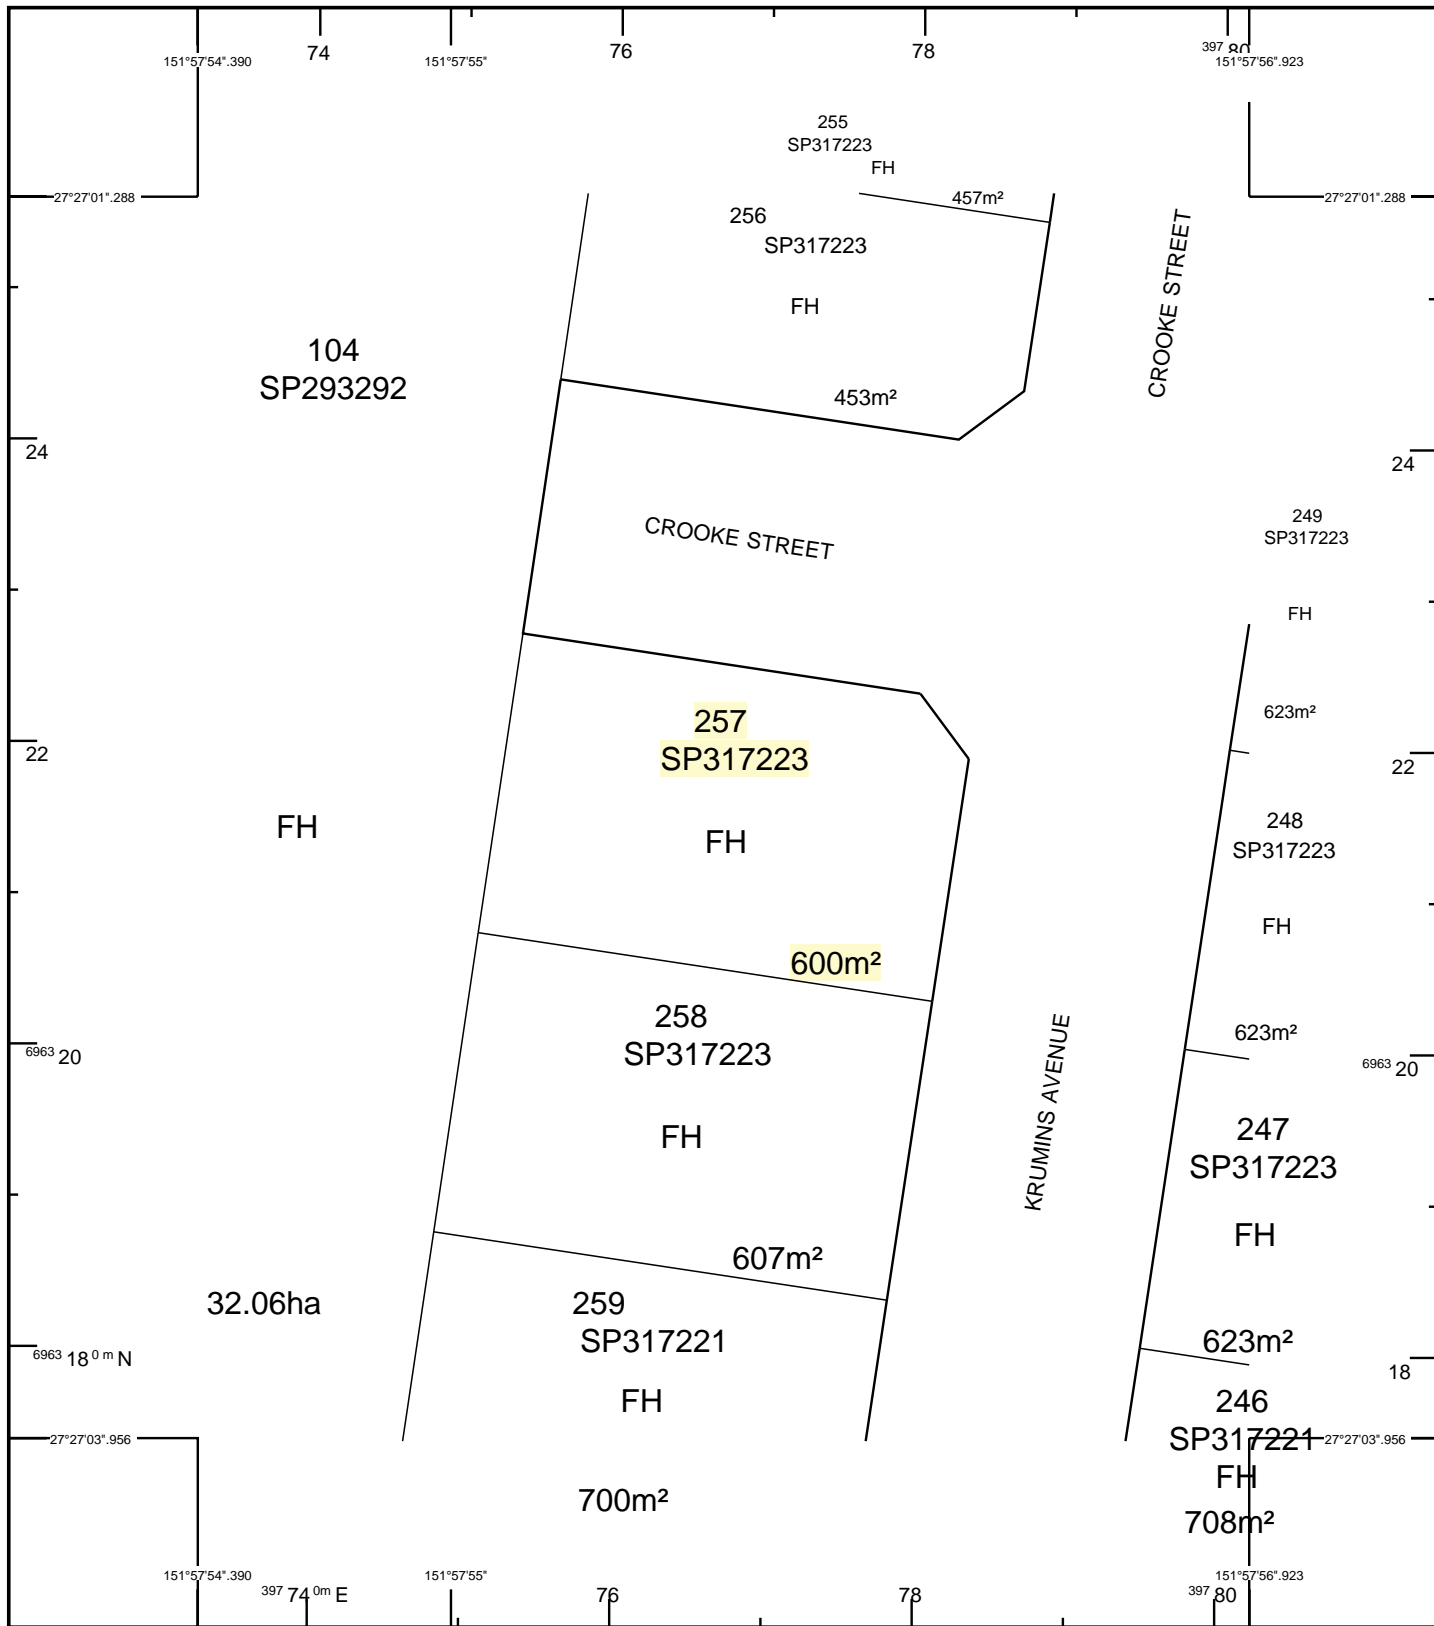 74
76
78
397 80
151°57'54".390
151°57'55"
151°57'56".923
255
SP317223
FH
27°27'01".288
457m²
27°27'01".288
256
SP317223
CROOKE STREET
FH
104
SP293292
453m²
24
24
CROOKE STREET
249
SP317223
FH
257
SP317223
623m²
22
22
FH
FH
248
SP317223
FH
600m²
258
SP317223
623m²
6963 20
6963 20
KRUMINS AVENUE
FH
247
SP317223
FH
607m²
32.06ha
259
SP317221
623m²
6963 18 0 m N
18
FH
246
SP317221
27°27'03".956
27°27'03".956
FH
700m²
708m²
151°57'54".390
151°57'55"
151°57'56".923
397 74 0m E
76
78
397 80